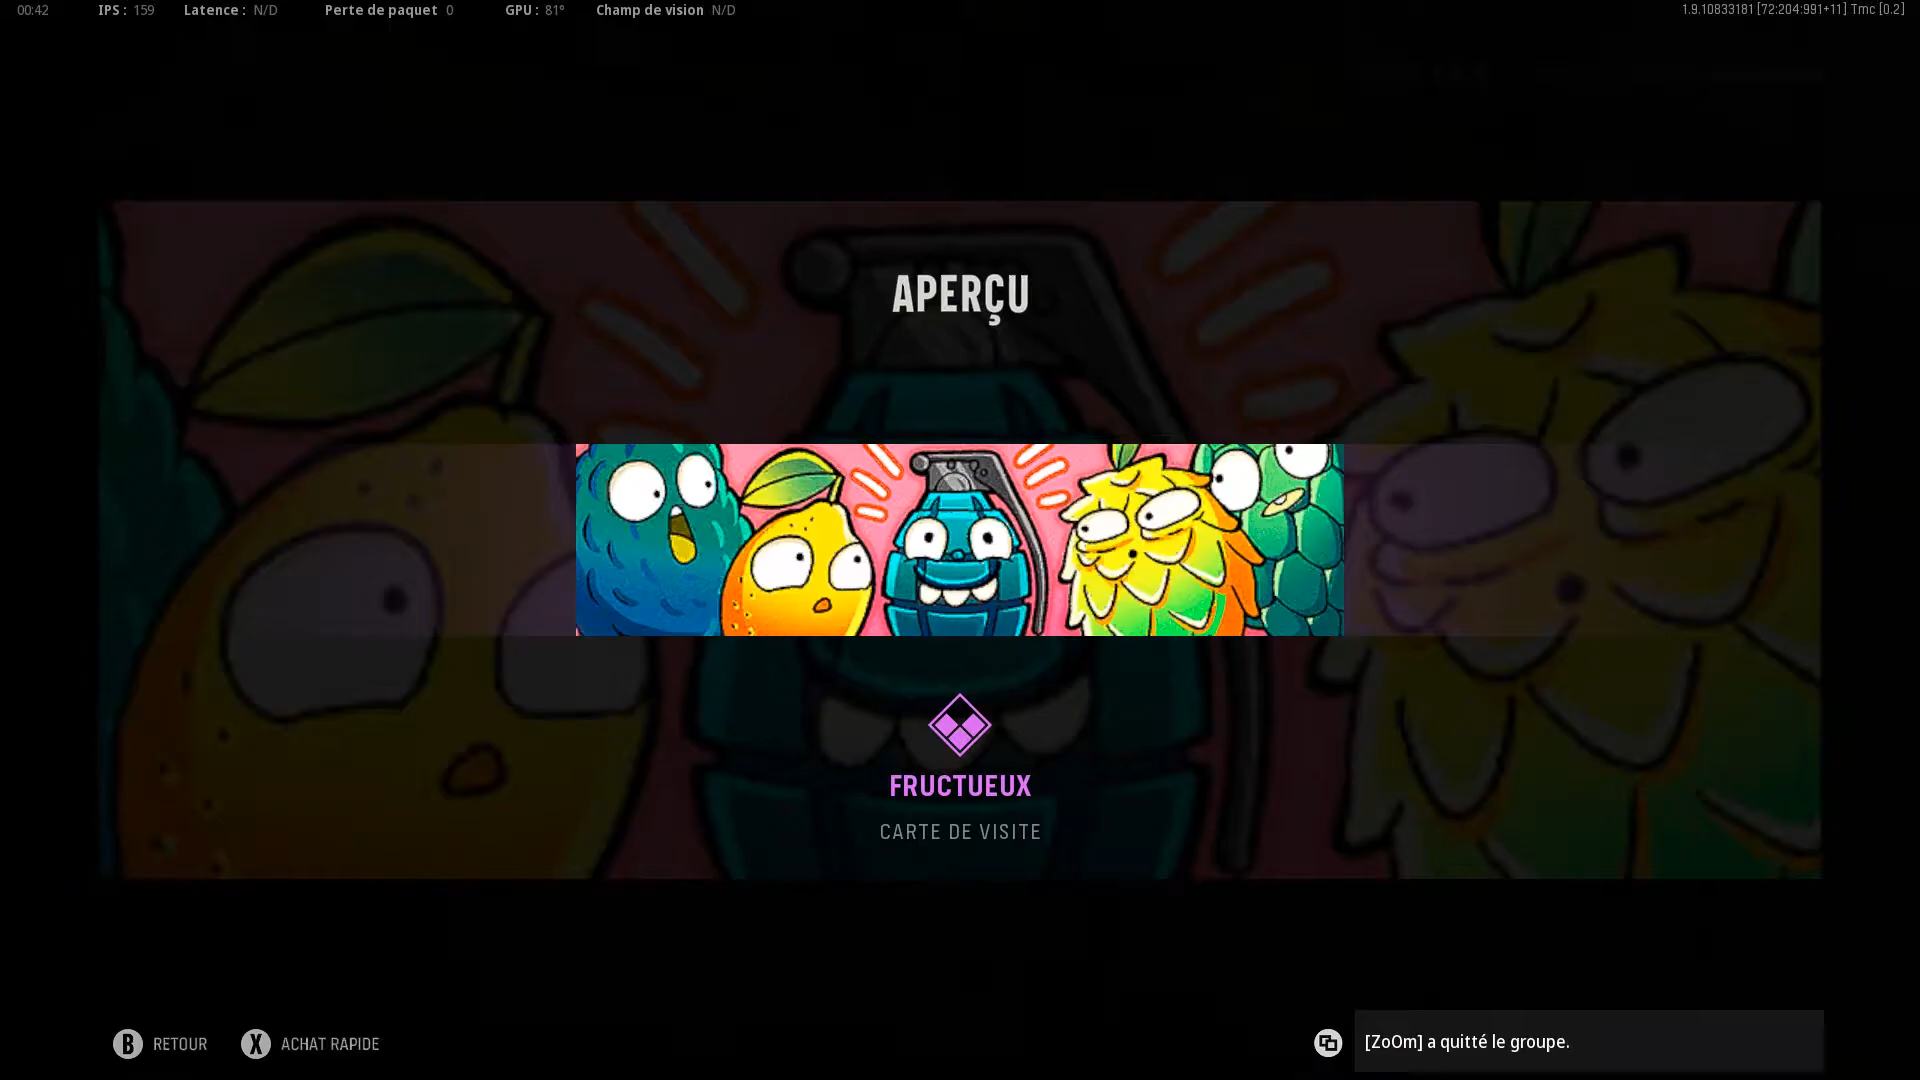 00:42 IPS : 159 Latence : N/D Perte de paquet 0 GPU : 81° Champ de vision N/D 1.9.10833181 [72:204:991+11] Tmc [0.2]
APERÇU
FRUCTUEUX
CARTE DE VISITE
B RETOUR X ACHAT RAPIDE [ZoOm] a quitté le groupe.